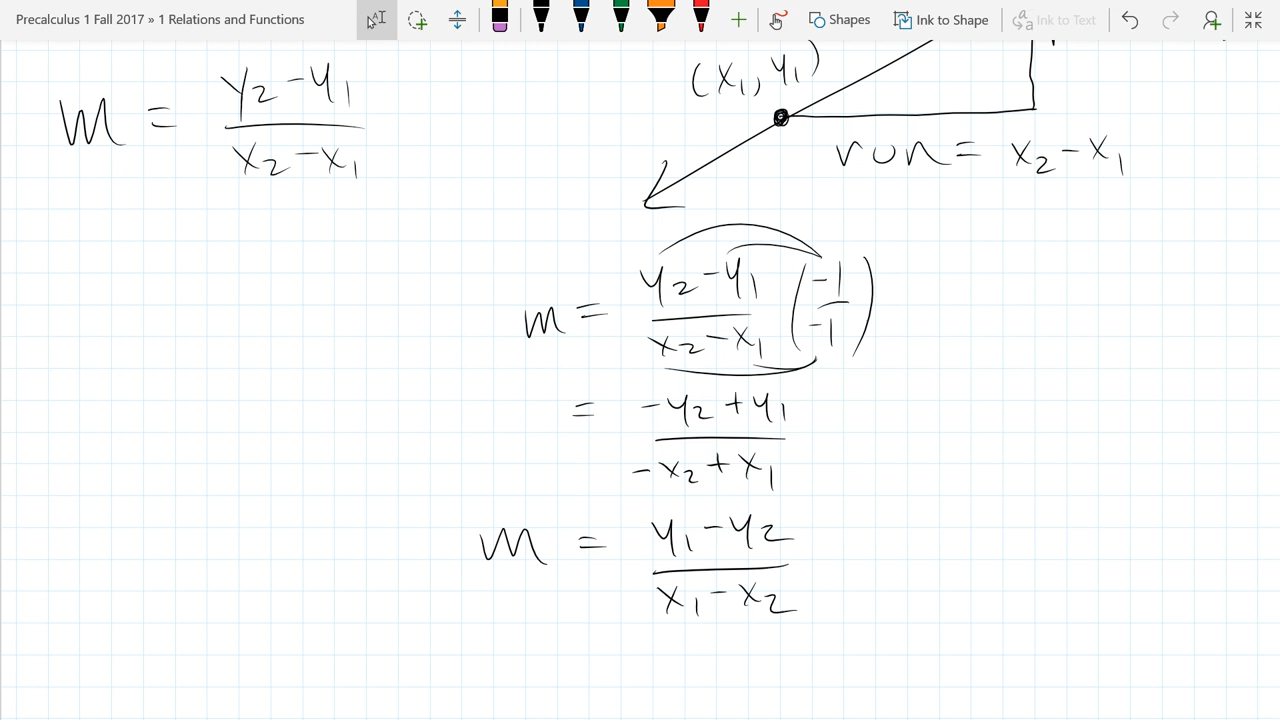 Precalculus 1 Fall 2017 » 1 Relations and Functions
Shapes
Ink to Shape
Ink to Text
m = (y₂ - y₁)/(x₂ - x₁)
(x₁, y₁)
run = x₂ - x₁
m = (y₂ - y₁)/(x₂ - x₁) (-1/-1)
= (-y₂ + y₁)/(-x₂ + x₁)
m = (y₁ - y₂)/(x₁ - x₂)